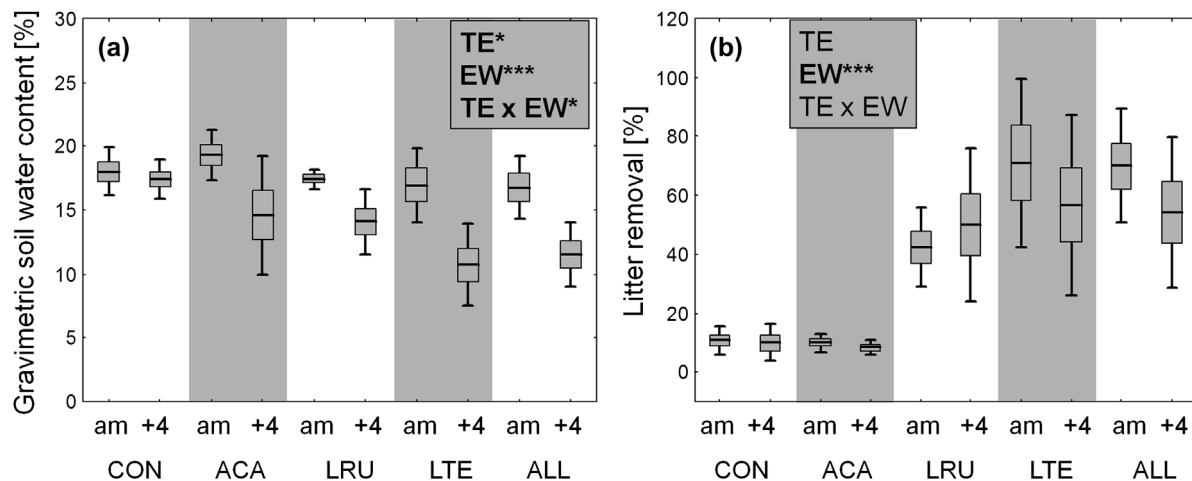 Gravimetric soil water content [%]
30
25
20
15
10
5
0
(a)
TE*
EW***
TE x EW*
am +4 am +4 am +4 am +4 am +4
CON ACA LRU LTE ALL
Litter removal [%]
120
100
80
60
40
20
0
(b)
TE
EW***
TE x EW
am +4 am +4 am +4 am +4 am +4
CON ACA LRU LTE ALL